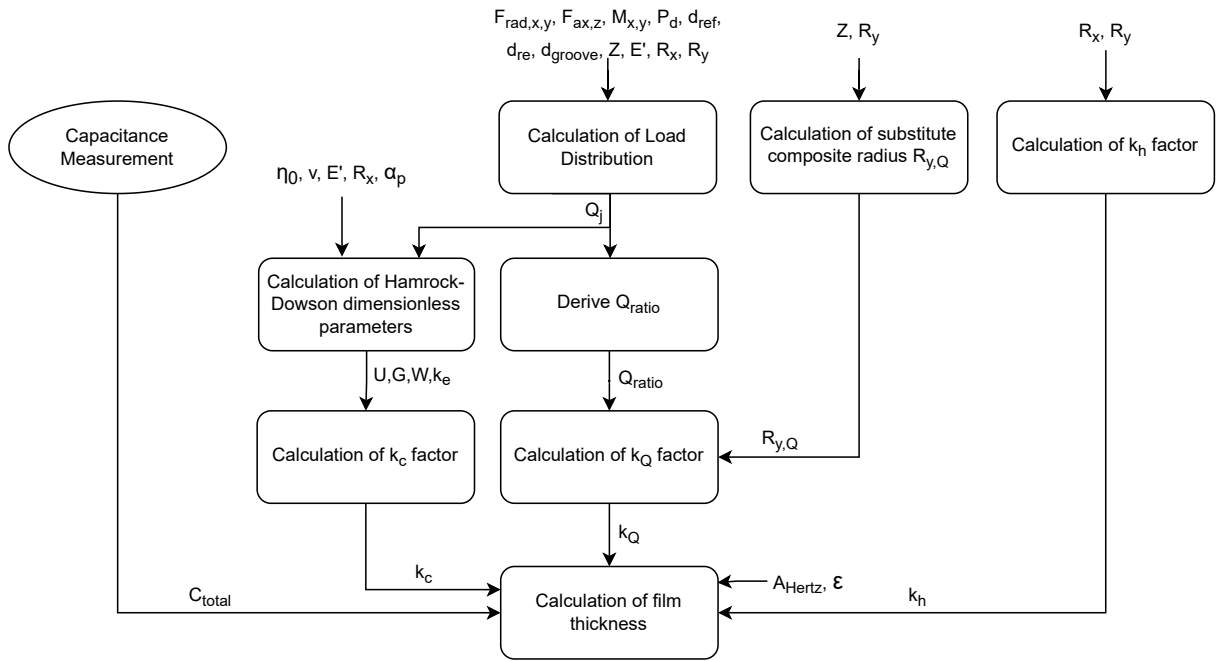 F_rad,x,y, F_ax,z, M_x,y, P_d, d_ref,
d_re, d_groove, Z, E', R_x, R_y
Z, R_y
R_x, R_y
Capacitance
Measurement
Calculation of Load
Distribution
Calculation of substitute
composite radius R_y,Q
Calculation of k_h factor
η_0, v, E', R_x, α_p
Q_j
Calculation of Hamrock-
Dowson dimensionless
parameters
Derive Q_ratio
U,G,W,k_e
Q_ratio
Calculation of k_c factor
Calculation of k_Q factor
R_y,Q
k_Q
k_c
C_total
Calculation of film
thickness
A_Hertz, ε
k_h